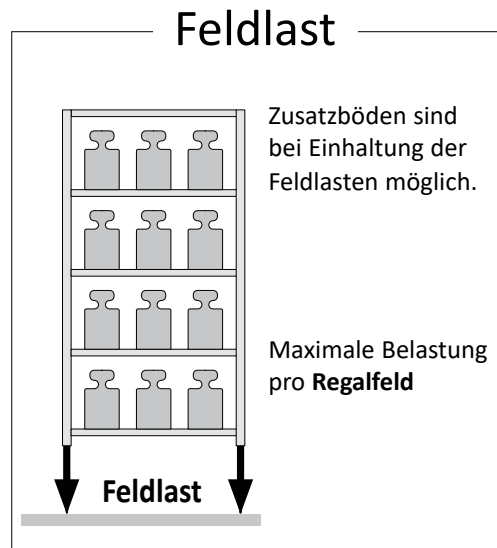 Feldlast
Zusatzböden sind
bei Einhaltung der
Feldlasten möglich.
Maximale Belastung
pro Regalfeld
Feldlast